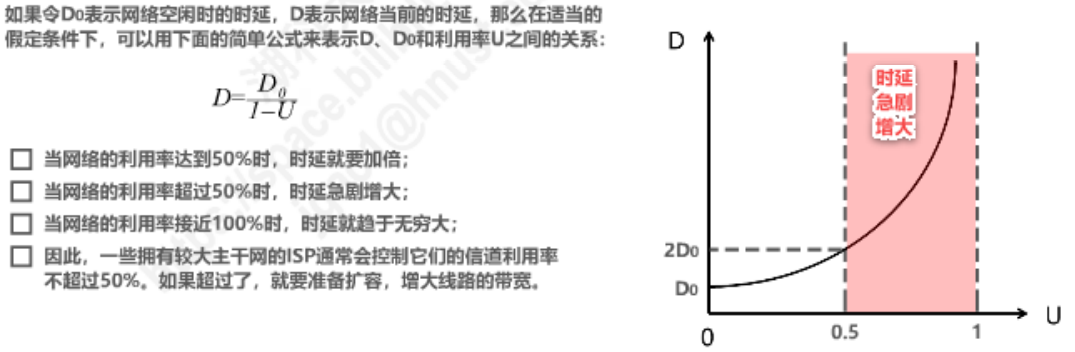 如果令D₀表示网络空闲时的时延，D表示网络当前的时延，那么在适当的
假定条件下，可以用下面的简单公式来表示D、D₀和利用率U之间的关系：
D=D₀/1-U
当网络的利用率达到50%时，时延就要加倍；
当网络的利用率超过50%时，时延急剧增大；
当网络的利用率接近100%时，时延就趋于无穷大；
因此，一些拥有较大主干网的ISP通常会控制它们的信道利用率
不超过50%。如果超过了，就要准备扩容，增大线路的带宽。
D
时延
急剧
增大
2D₀
D₀
0
0.5
1
U